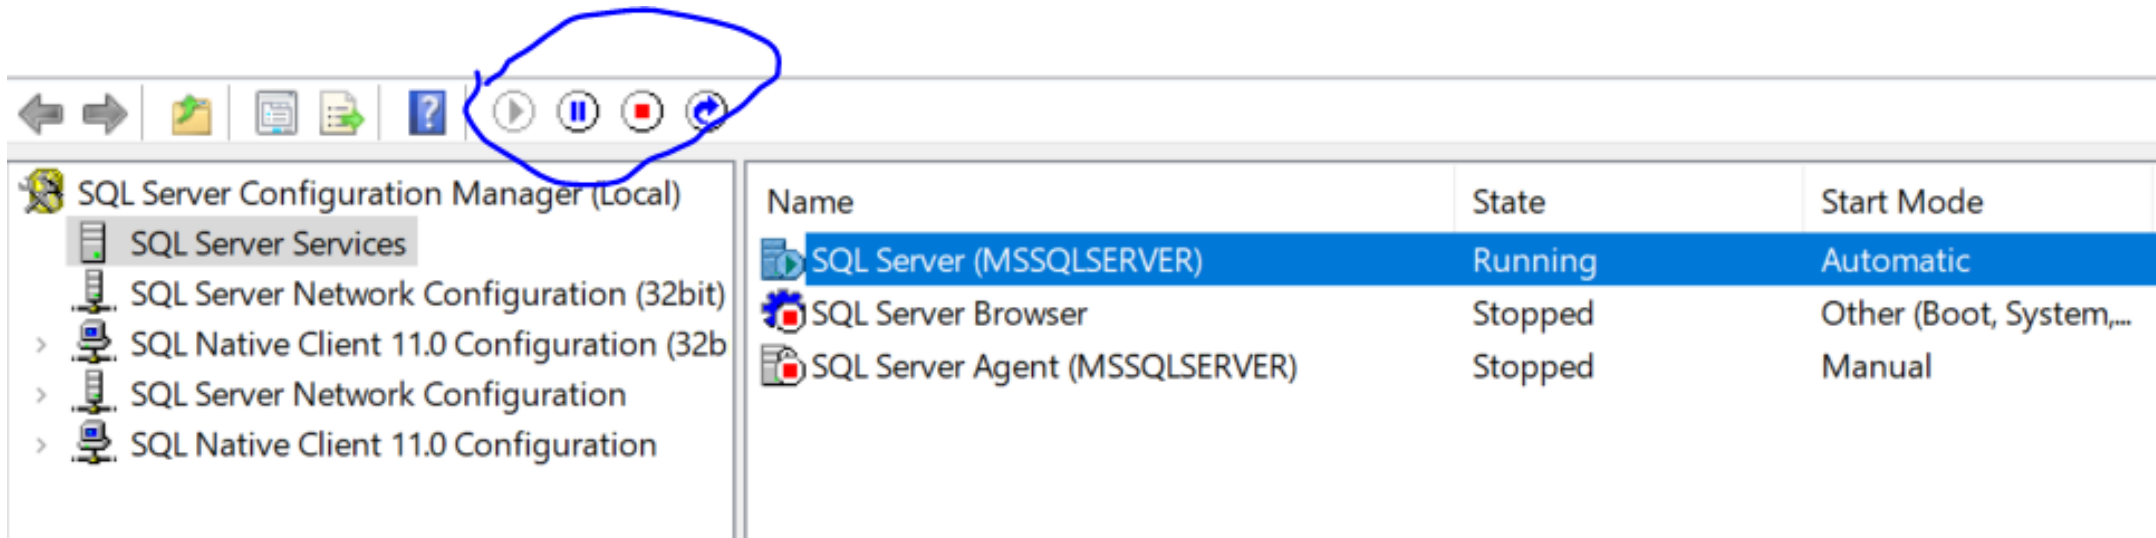 SQL Server Configuration Manager (Local)
SQL Server Services
SQL Server Network Configuration (32bit)
SQL Native Client 11.0 Configuration (32b
SQL Server Network Configuration
SQL Native Client 11.0 Configuration
Name State Start Mode
SQL Server (MSSQLSERVER) Running Automatic
SQL Server Browser Stopped Other (Boot, System,...
SQL Server Agent (MSSQLSERVER) Stopped Manual